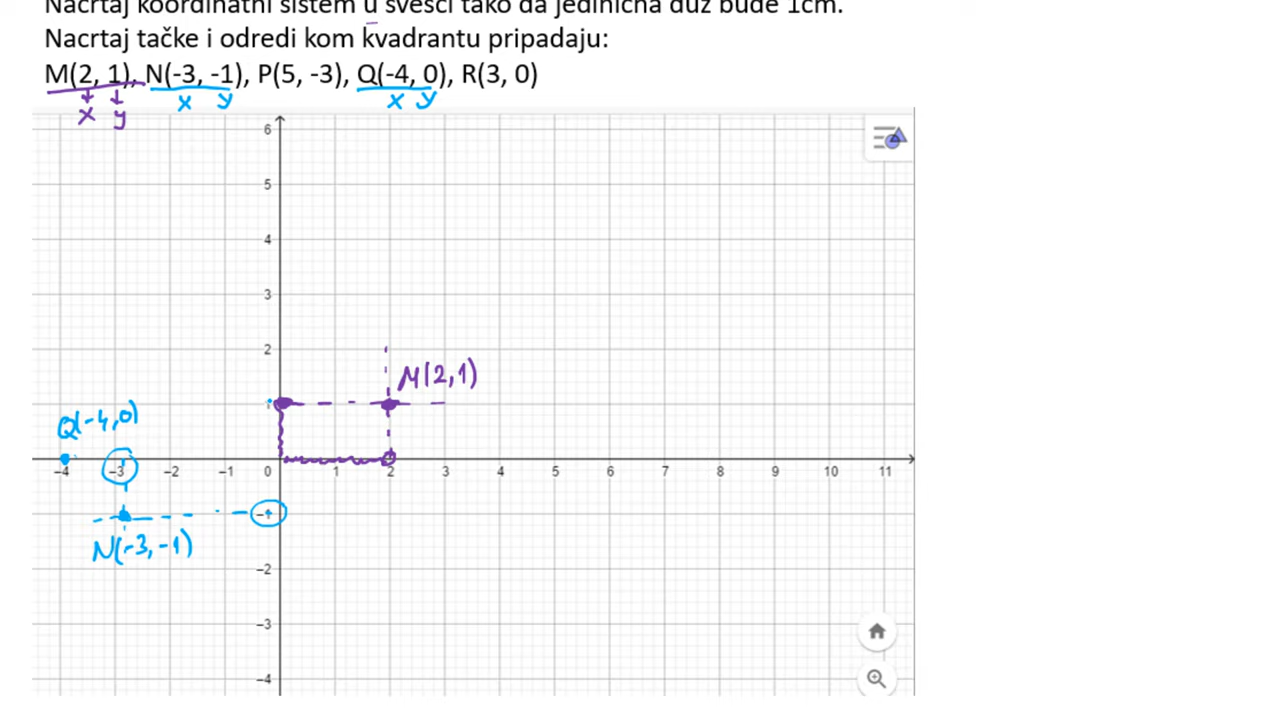 Nacrtaj koordinatni sistem u svesci tako da jedinična duž bude 1cm.
Nacrtaj tačke i odredi kom kvadrantu pripadaju:
M(2, 1), N(-3, -1), P(5, -3), Q(-4, 0), R(3, 0)
x y x y x y
6
5
4
3
2
M(2,1)
Q(-4,0)
-4 -3 -2 -1 0 1 2 3 4 5 6 7 8 9 10 11
-1
N(-3,-1)
-2
-3
-4